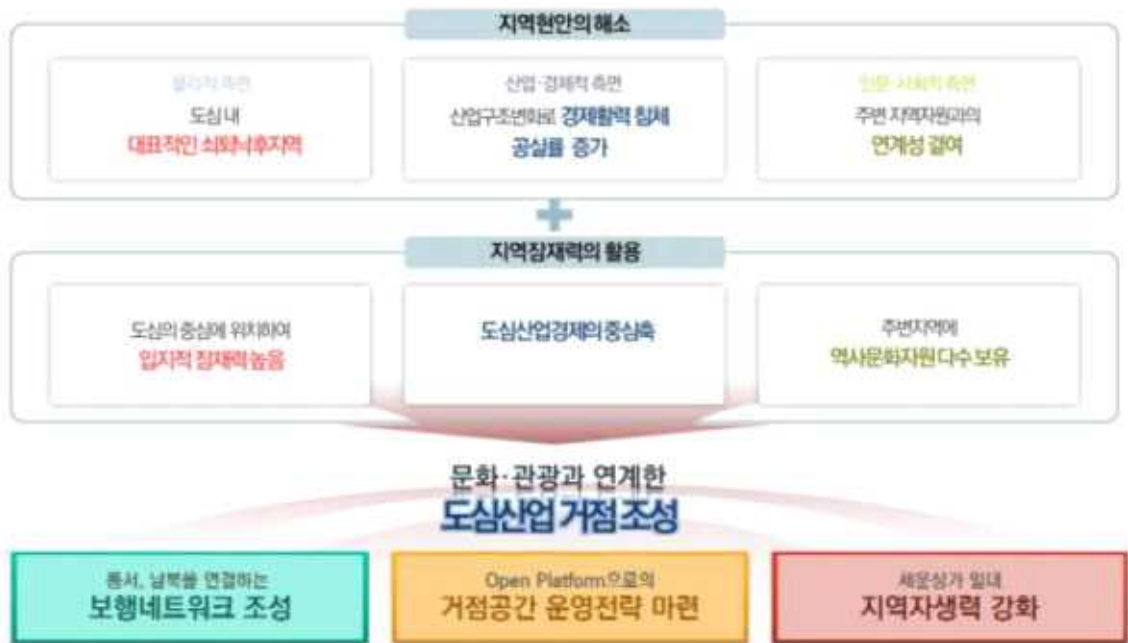 지역현안의 해소
물리적 측면
도심 내
대표적인 쇠퇴낙후지역
산업·경제적 측면
산업구조변화로 경제활력 침체
공실률 증가
인문·사회적 측면
주변 지역자원과의
연계성 결여
지역잠재력의 활용
도심의 중심에 위치하여
입지적 잠재력 높음
도심산업경제의 중심축
주변지역에
역사문화자원 다수 보유
문화·관광과 연계한
도심산업 거점 조성
동서, 남북을 연결하는
보행네트워크 조성
Open Platform으로의
거점공간 운영전략 마련
세운상가 일대
지역자생력 강화